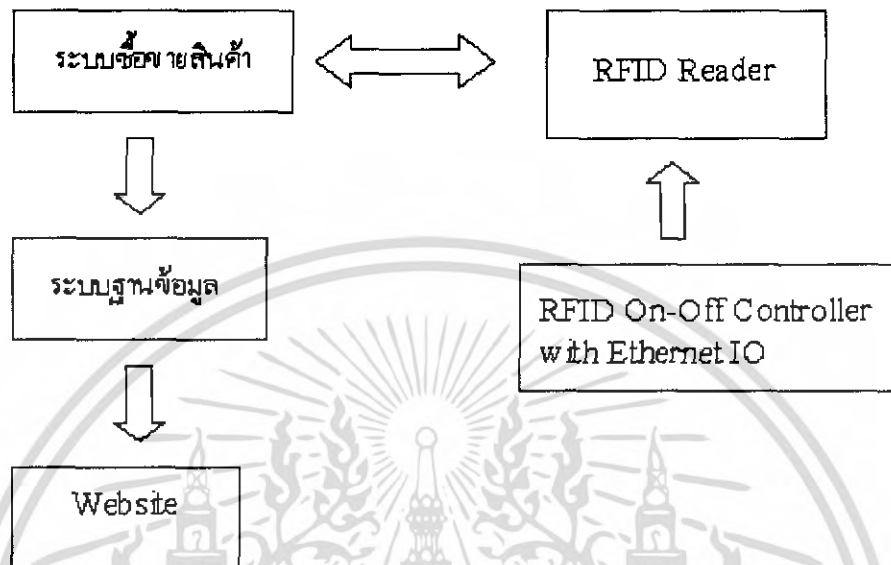 ระบบซื้อขายสินค้า
RFID Reader
ระบบฐานข้อมูล
RFID On-Off Controller
with Ethernet IO
Website